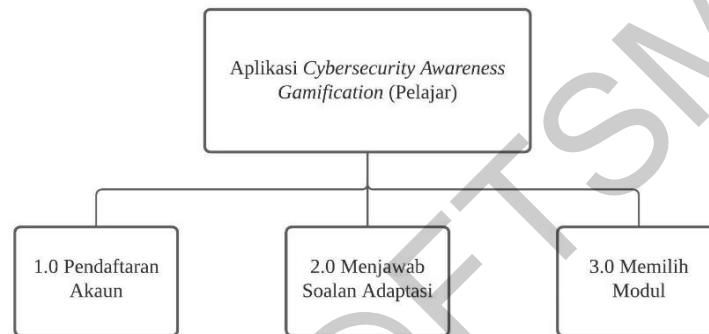 Aplikasi Cybersecurity Awareness
Gamification (Pelajar)
1.0 Pendaftaran
Akaun
2.0 Menjawab
Soalan Adaptasi
3.0 Memilih
Modul